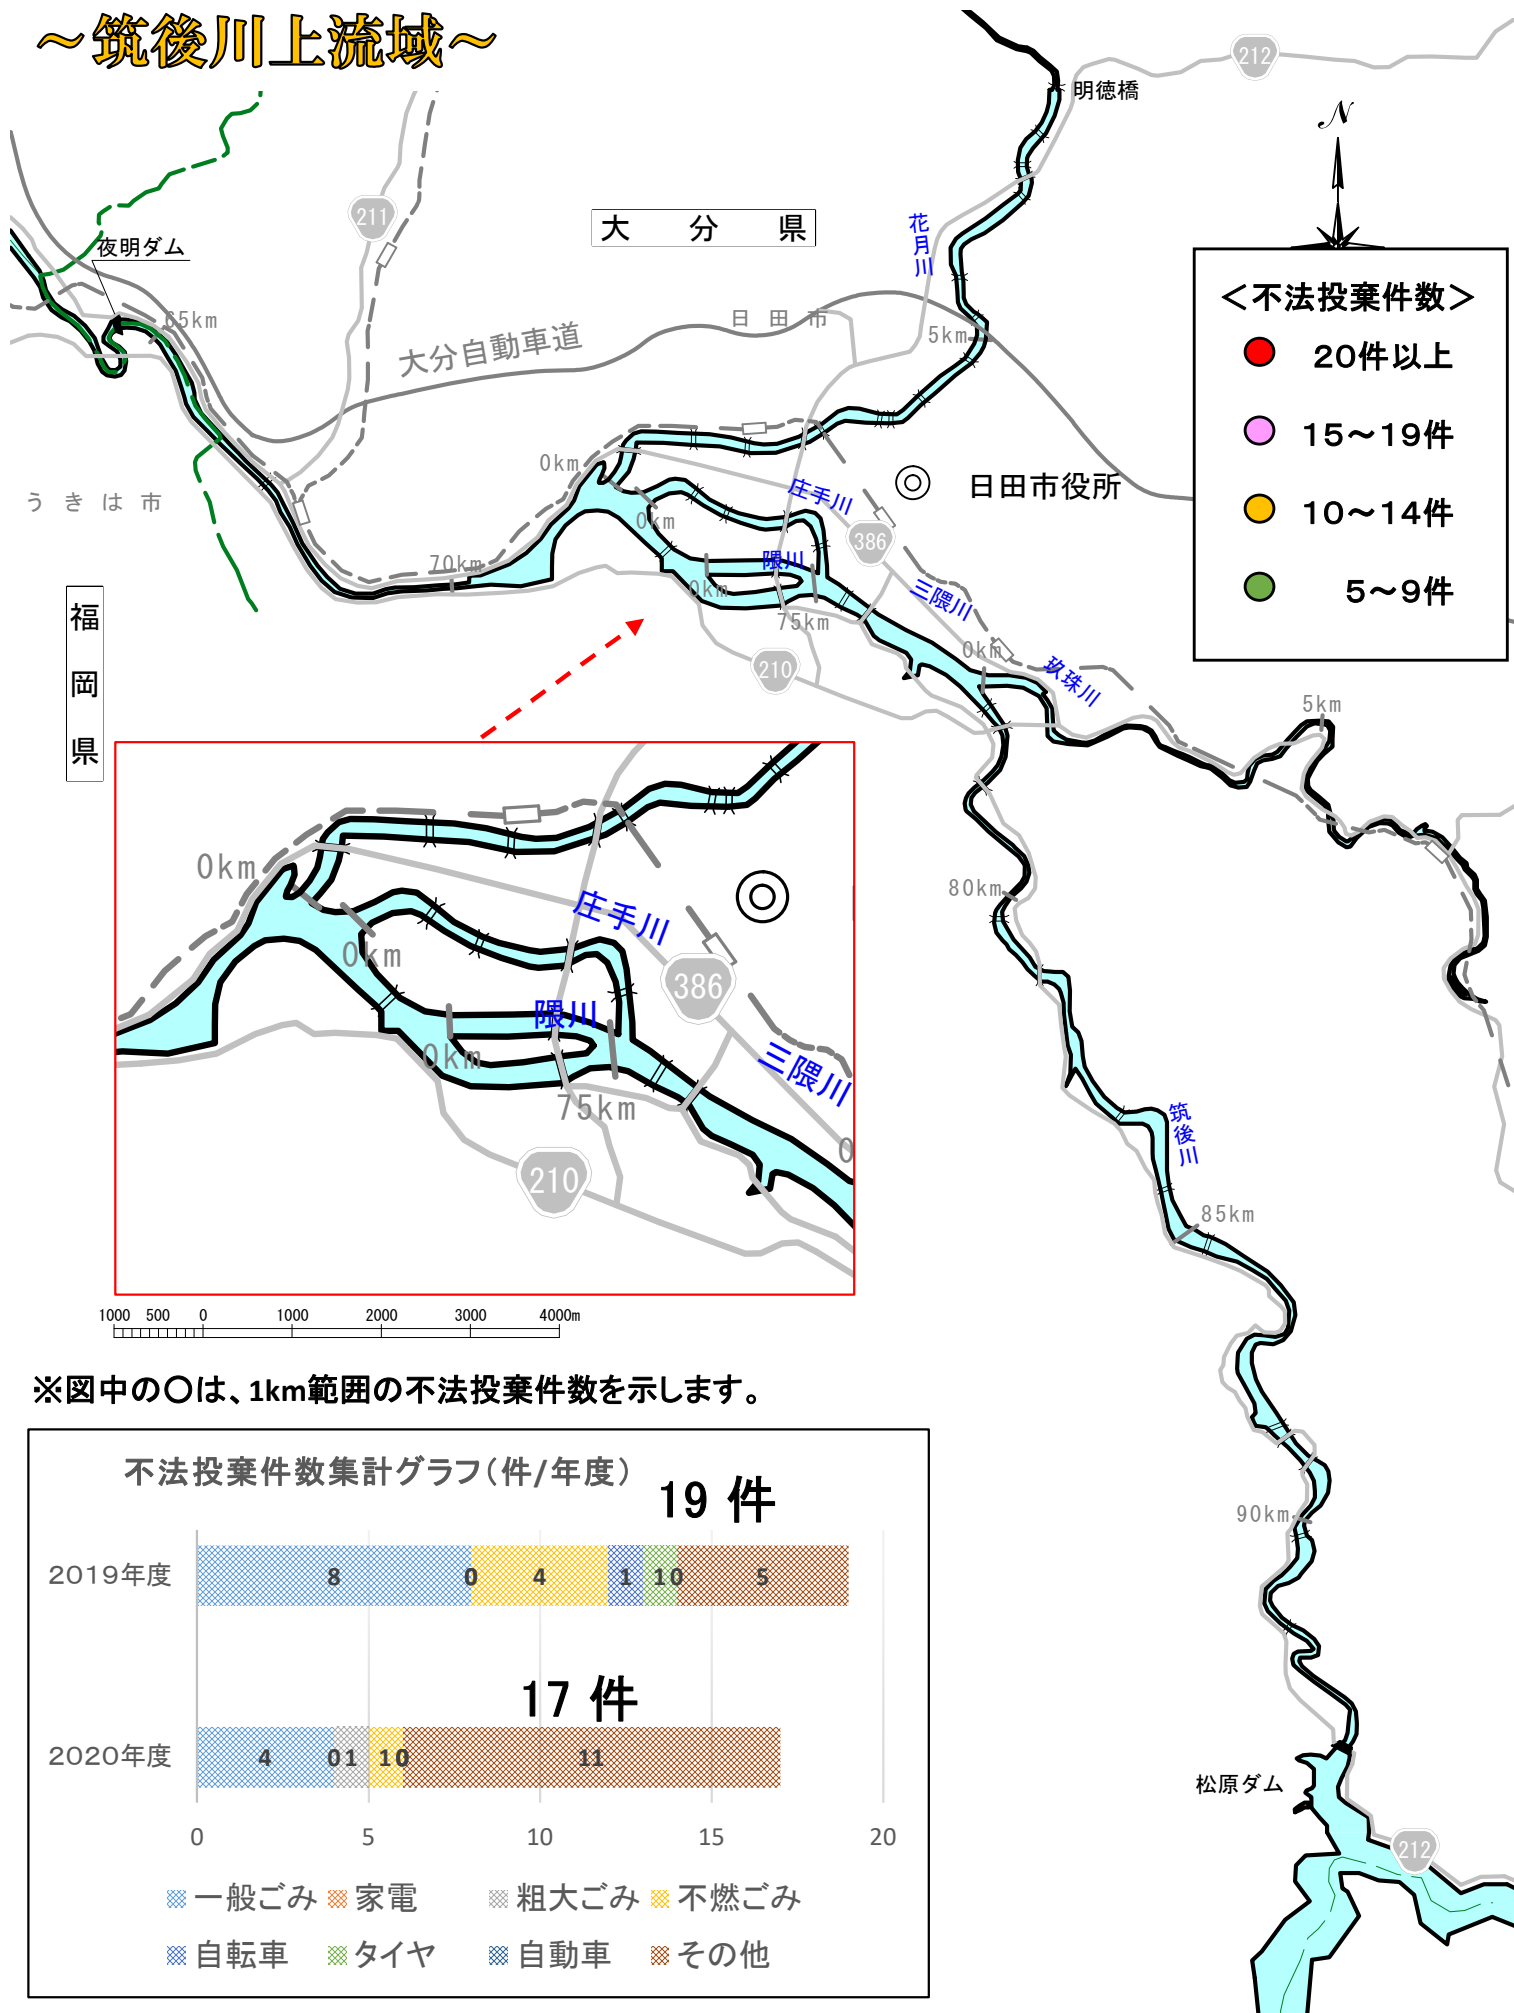 ～筑後川上流域～
212
明徳橋
N
211
大分県
花月川
夜明ダム
65km
大分自動車道
日田市
5km
＜不法投棄件数＞
20件以上
15～19件
10～14件
5～9件
0km
庄手川
日田市役所
うきは市
0km
386
70km
隈川
0km
三隈川
75km
福岡県
210
0km
玖珠川
5km
0km
庄手川
80km
0km
386
隈川
0km
三隈川
75km
0
筑後川
210
85km
1000 500 0 1000 2000 3000 4000m
※図中の〇は、1km範囲の不法投棄件数を示します。
不法投棄件数集計グラフ（件/年度）
19 件
90km
2019年度
8 0 4 1 1 0 5
17 件
2020年度
4 0 1 1 0 0 11
松原ダム
0 5 10 15 20
212
一般ごみ 家電 粗大ごみ 不燃ごみ
自転車 タイヤ 自動車 その他